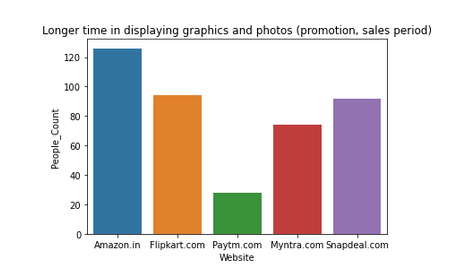 Longer time in displaying graphics and photos (promotion, sales period)
120
100
80
60
40
20
0
People_Count
Amazon.in Flipkart.com Paytm.com Myntra.com Snapdeal.com
Website